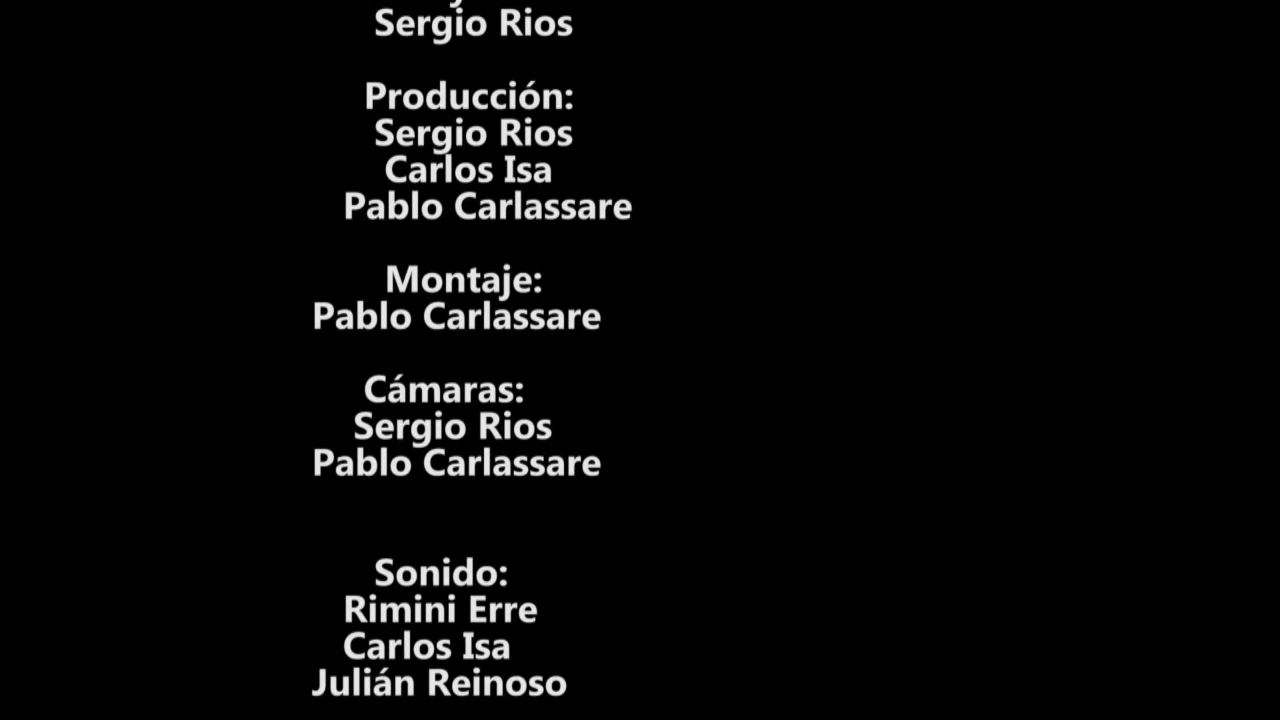 Sergio Rios
Producción:
Sergio Rios
Carlos Isa
Pablo Carlassare
Montaje:
Pablo Carlassare
Cámaras:
Sergio Rios
Pablo Carlassare
Sonido:
Rimini Erre
Carlos Isa
Julián Reinoso